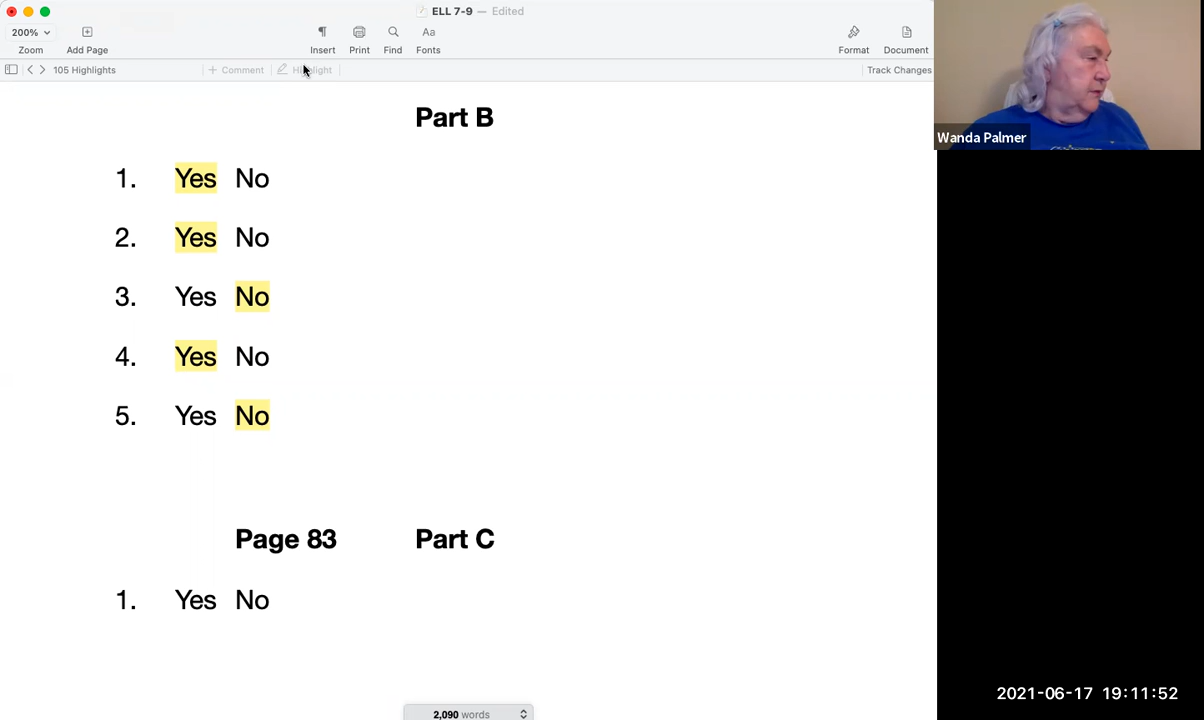 ELL 7-9 — Edited
200%
Zoom
Add Page
Insert
Print
Find
Fonts
Format
Document
105 Highlights
Comment
Highlight
Track Changes
Part B
1. Yes No
2. Yes No
3. Yes No
4. Yes No
5. Yes No
Page 83 Part C
1. Yes No
2,090 words
Wanda Palmer
2021-06-17 19:11:52